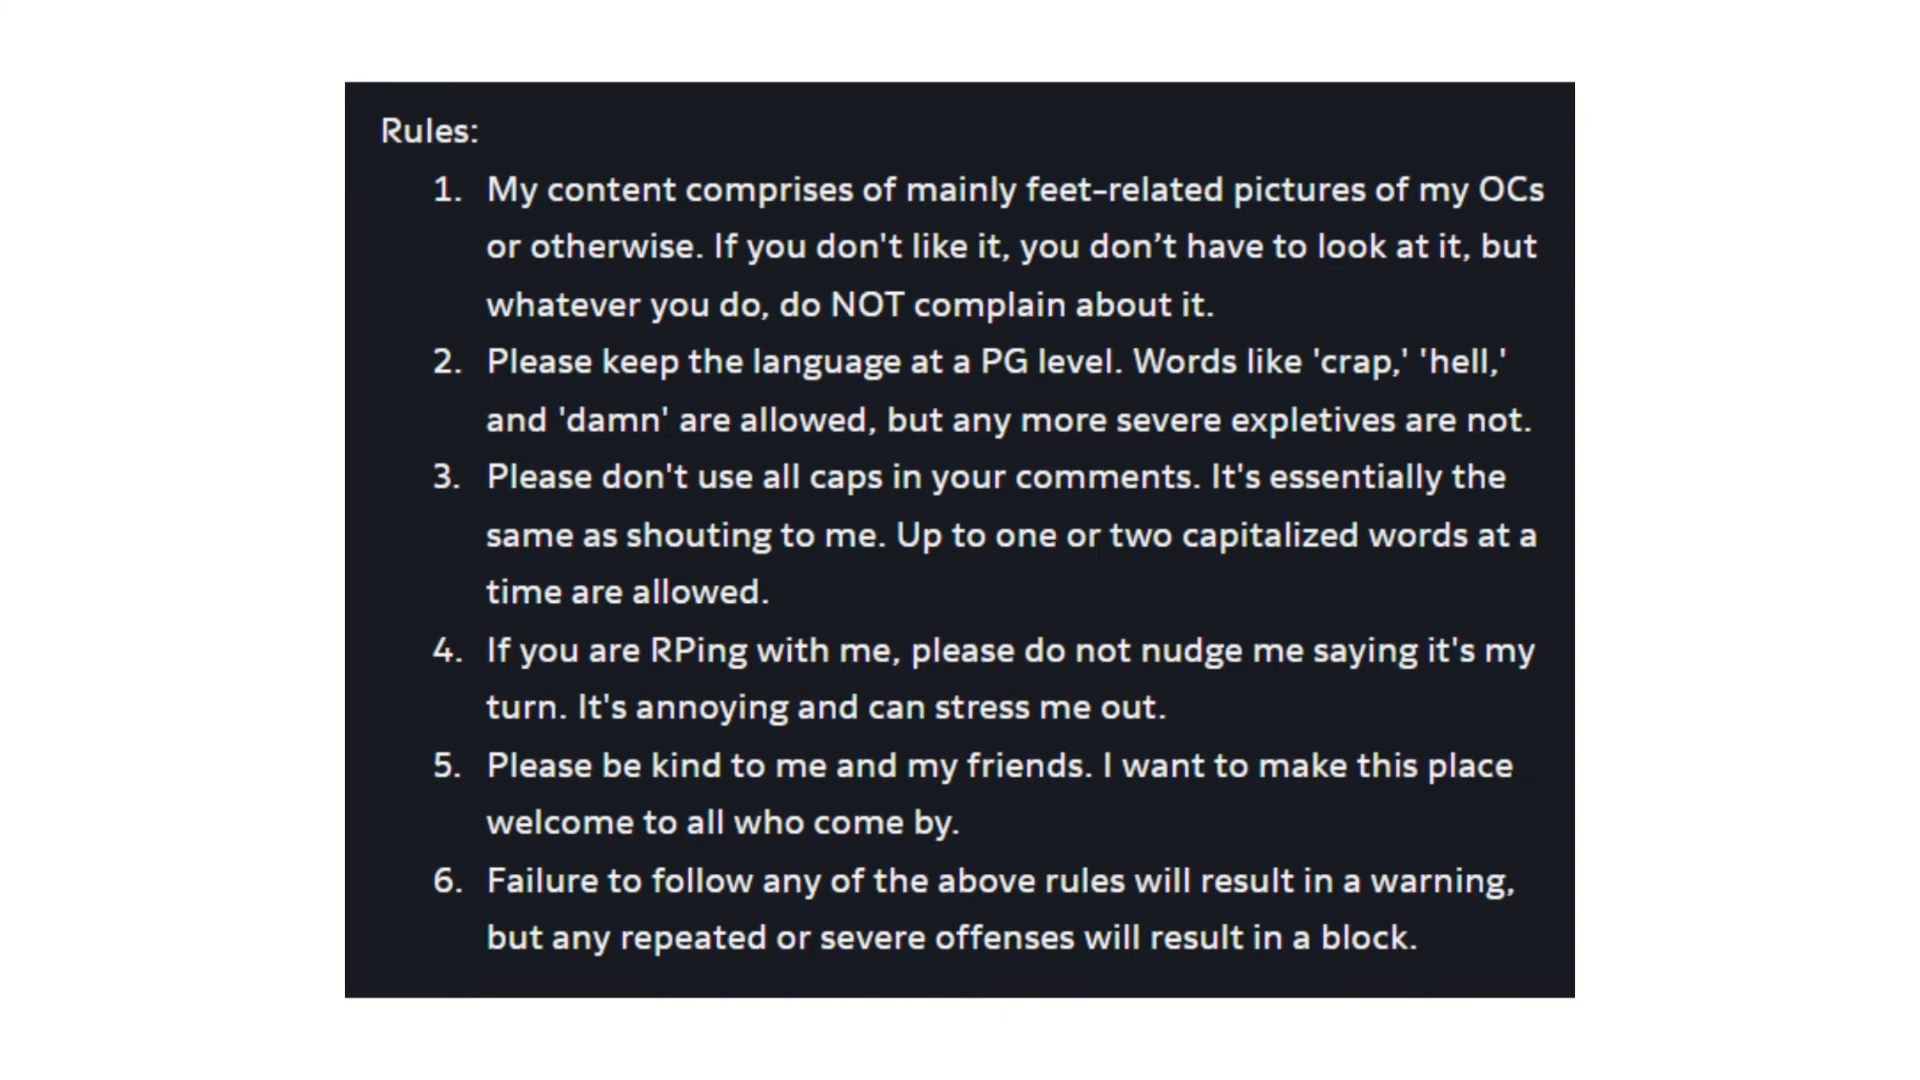 Rules:
1. My content comprises of mainly feet-related pictures of my OCs
or otherwise. If you don't like it, you don’t have to look at it, but
whatever you do, do NOT complain about it.
2. Please keep the language at a PG level. Words like 'crap,' 'hell,'
and 'damn' are allowed, but any more severe expletives are not.
3. Please don't use all caps in your comments. It's essentially the
same as shouting to me. Up to one or two capitalized words at a
time are allowed.
4. If you are RPing with me, please do not nudge me saying it's my
turn. It's annoying and can stress me out.
5. Please be kind to me and my friends. I want to make this place
welcome to all who come by.
6. Failure to follow any of the above rules will result in a warning,
but any repeated or severe offenses will result in a block.